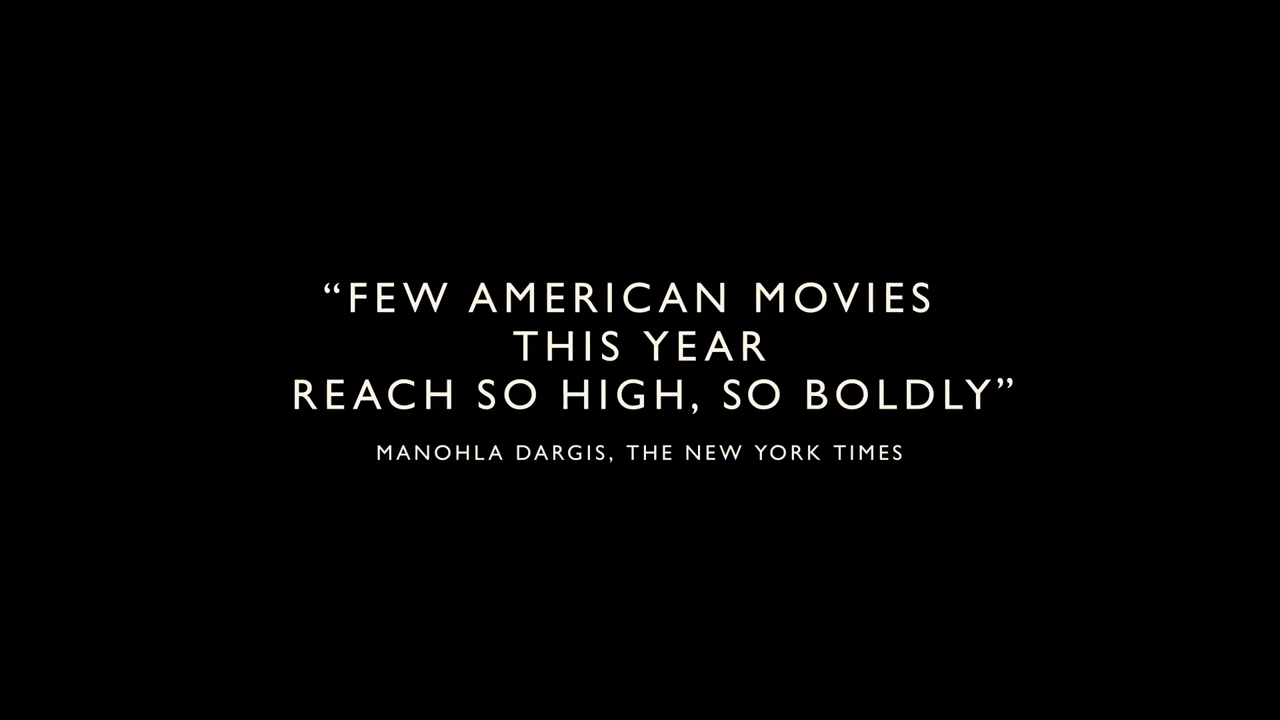 “FEW AMERICAN MOVIES
THIS YEAR
REACH SO HIGH, SO BOLDLY”
MANOHLA DARGIS, THE NEW YORK TIMES